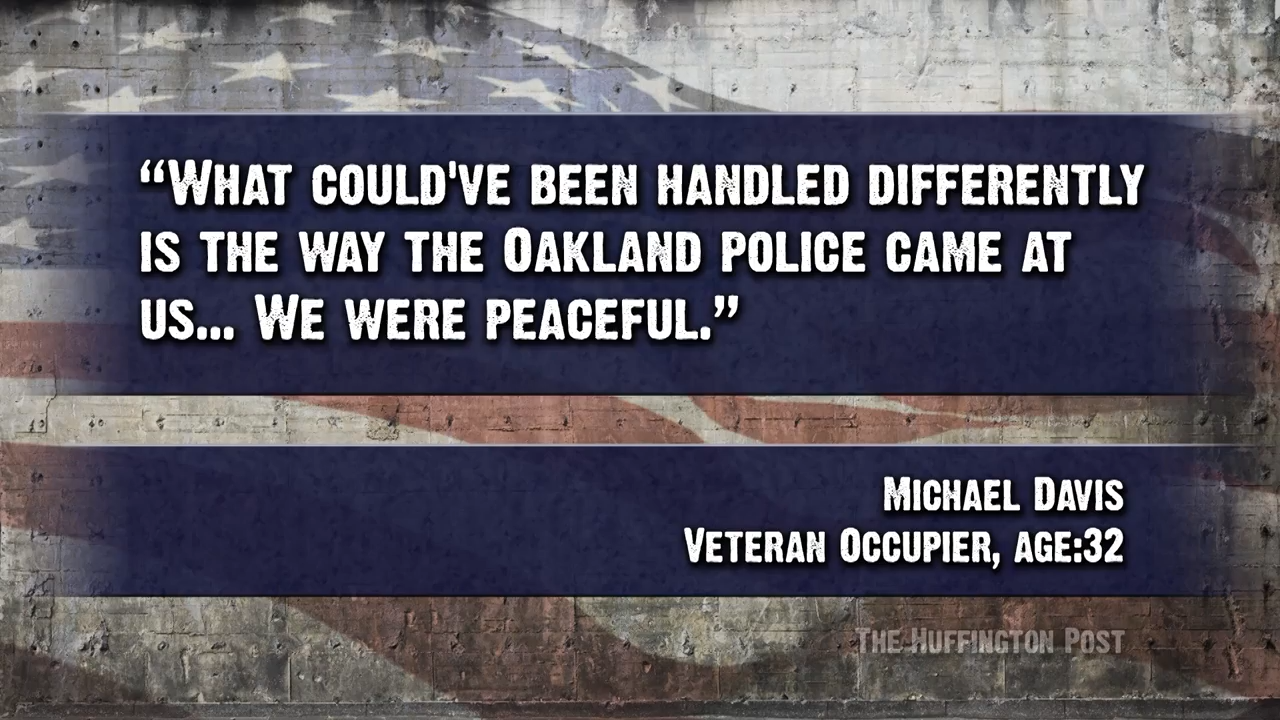 “What could've been handled differently
is the way the Oakland police came at
us... We were peaceful.”
Michael Davis
Veteran Occupier, age:32
The Huffington Post